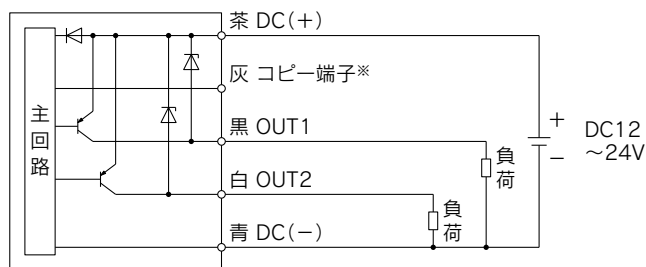 茶 DC(+)
灰 コピー端子※
主回路
黒 OUT1
+
DC12
～24V
−
負荷
白 OUT2
負荷
青 DC(−)